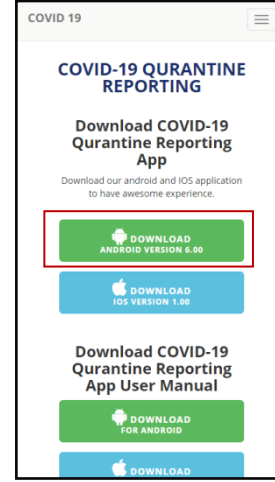 COVID 19
COVID-19 QURANTINE
REPORTING
Download COVID-19
Qurantine Reporting
App
Download our android and IOS application
to have awesome experience.
DOWNLOAD
ANDROID VERSION 6.00
DOWNLOAD
IOS VERSION 1.00
Download COVID-19
Qurantine Reporting
App User Manual
DOWNLOAD
FOR ANDROID
DOWNLOAD